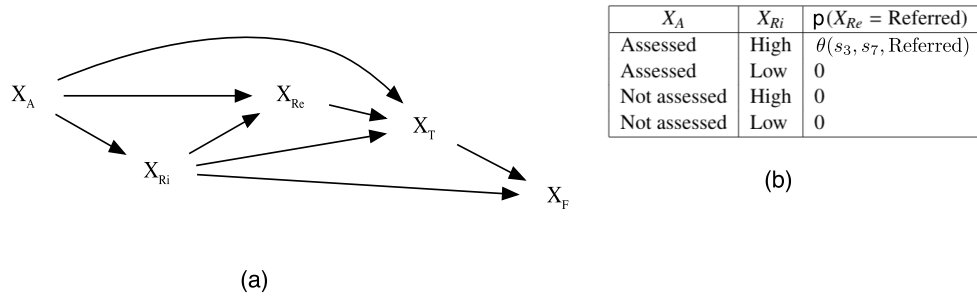 X_A
X_Re
X_T
X_Ri
X_F
(a)
X_A X_Ri p(X_Re = Referred)
Assessed High θ(s_3, s_7, Referred)
Assessed Low 0
Not assessed High 0
Not assessed Low 0
(b)